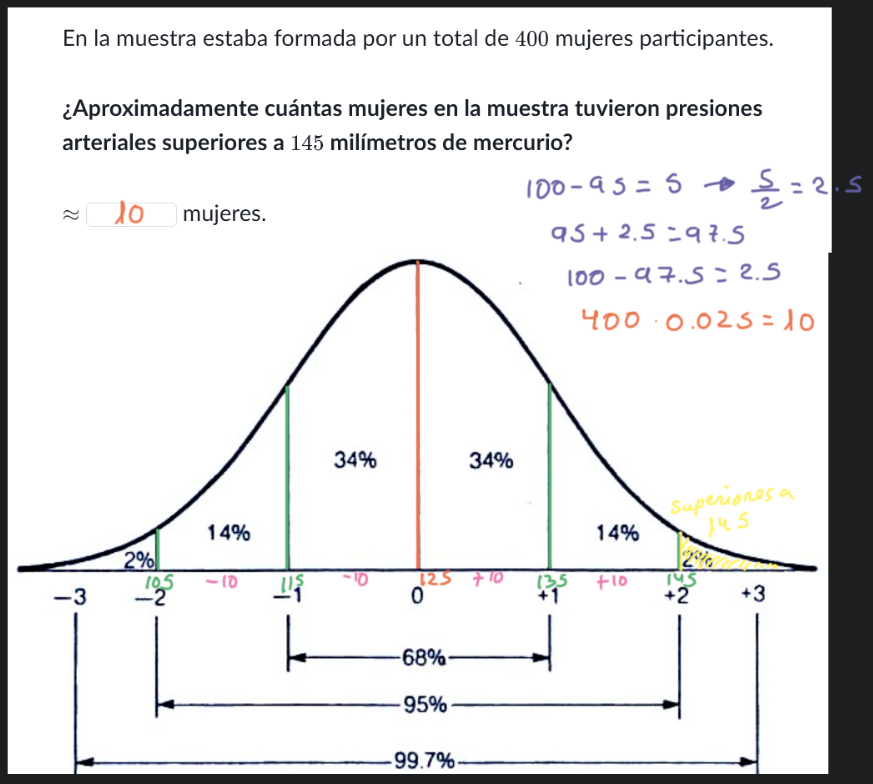 En la muestra estaba formada por un total de 400 mujeres participantes.
¿Aproximadamente cuántas mujeres en la muestra tuvieron presiones
arteriales superiores a 145 milímetros de mercurio?
100-95=5 → 5/2 = 2.5
≈ 10 mujeres.
95+2.5=97.5
100-97.5=2.5
400·0.025=10
34% 34%
superiores a
145
14% 14%
2% 2%
105 -10 115 -10 125 +10 135 +10 145
-3 -2 -1 0 +1 +2 +3
68%
95%
99.7%